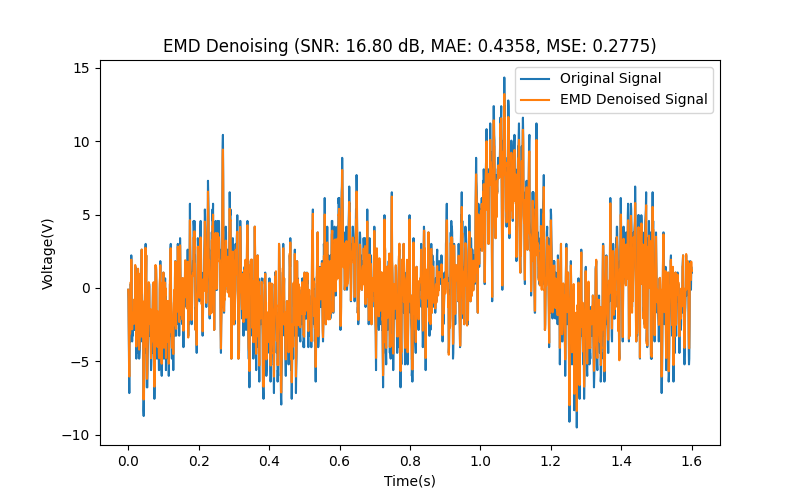 EMD Denoising (SNR: 16.80 dB, MAE: 0.4358, MSE: 0.2775)
Original Signal
EMD Denoised Signal
15
10
5
0
−5
−10
Voltage(V)
0.0 0.2 0.4 0.6 0.8 1.0 1.2 1.4 1.6
Time(s)